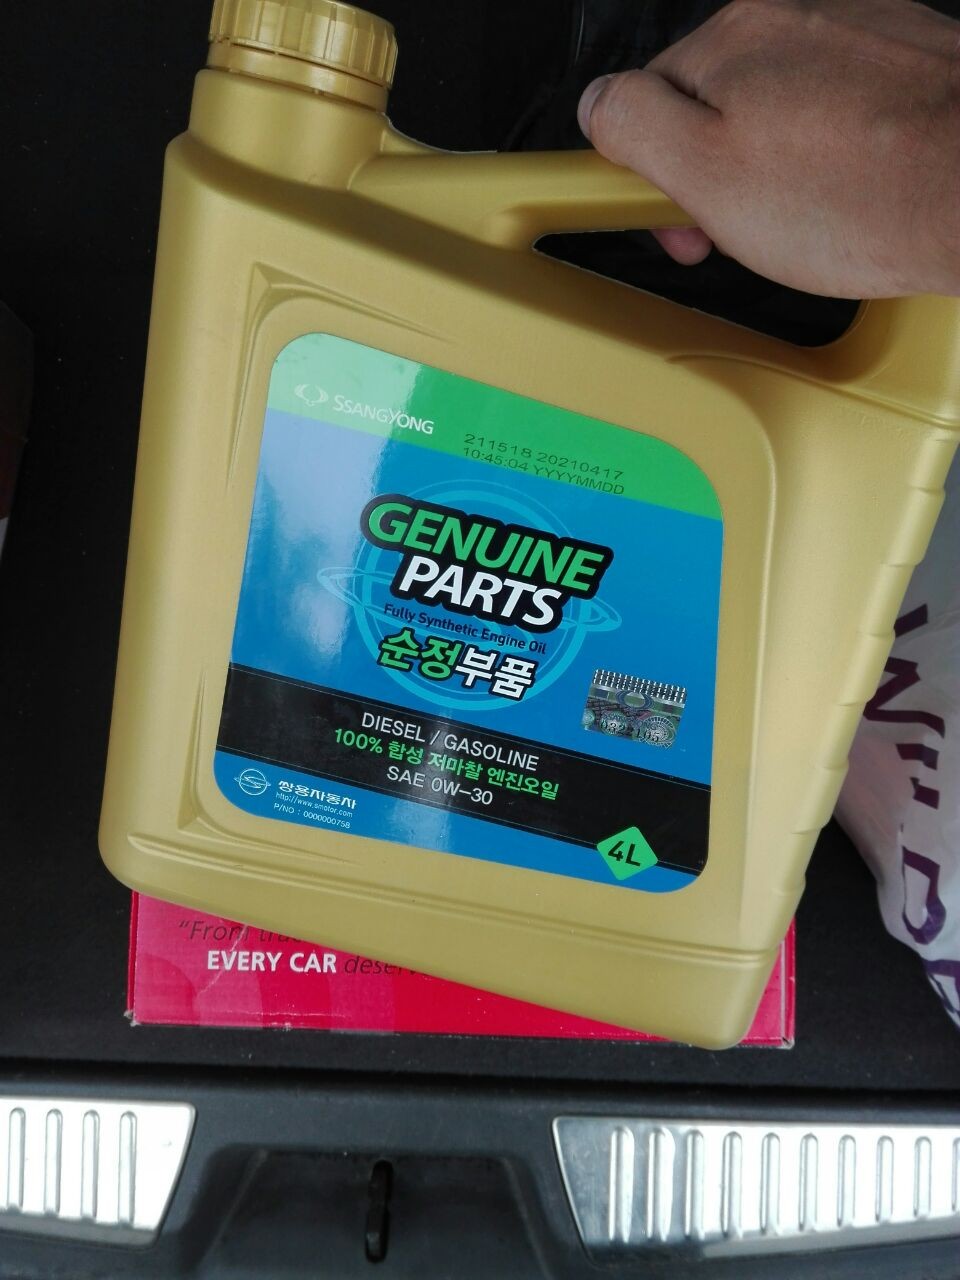 SSANGYONG
211518 20210417
10:45:04 YYYYMMDD
GENUINE
PARTS
Fully Synthetic Engine Oil
순정부품
DIESEL / GASOLINE
100% 합성 저마찰 엔진오일
SAE 0W-30
쌍용자동차
http://www.smotor.com
P/NO : 0000000758
4L
"From
EVERY CAR